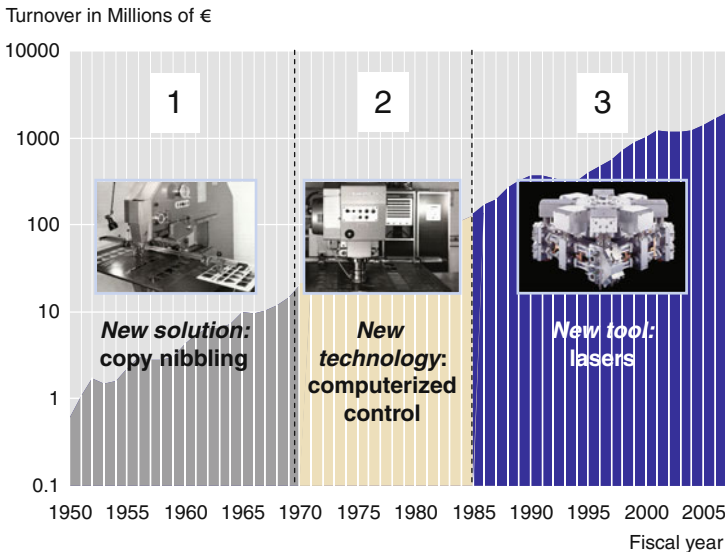 Turnover in Millions of €
10000
1000
100
10
1
0.1
1
2
3
New solution:
copy nibbling
New
technology:
computerized
control
New tool:
lasers
1950 1955 1960 1965 1970 1975 1980 1985 1990 1995 2000 2005
Fiscal year